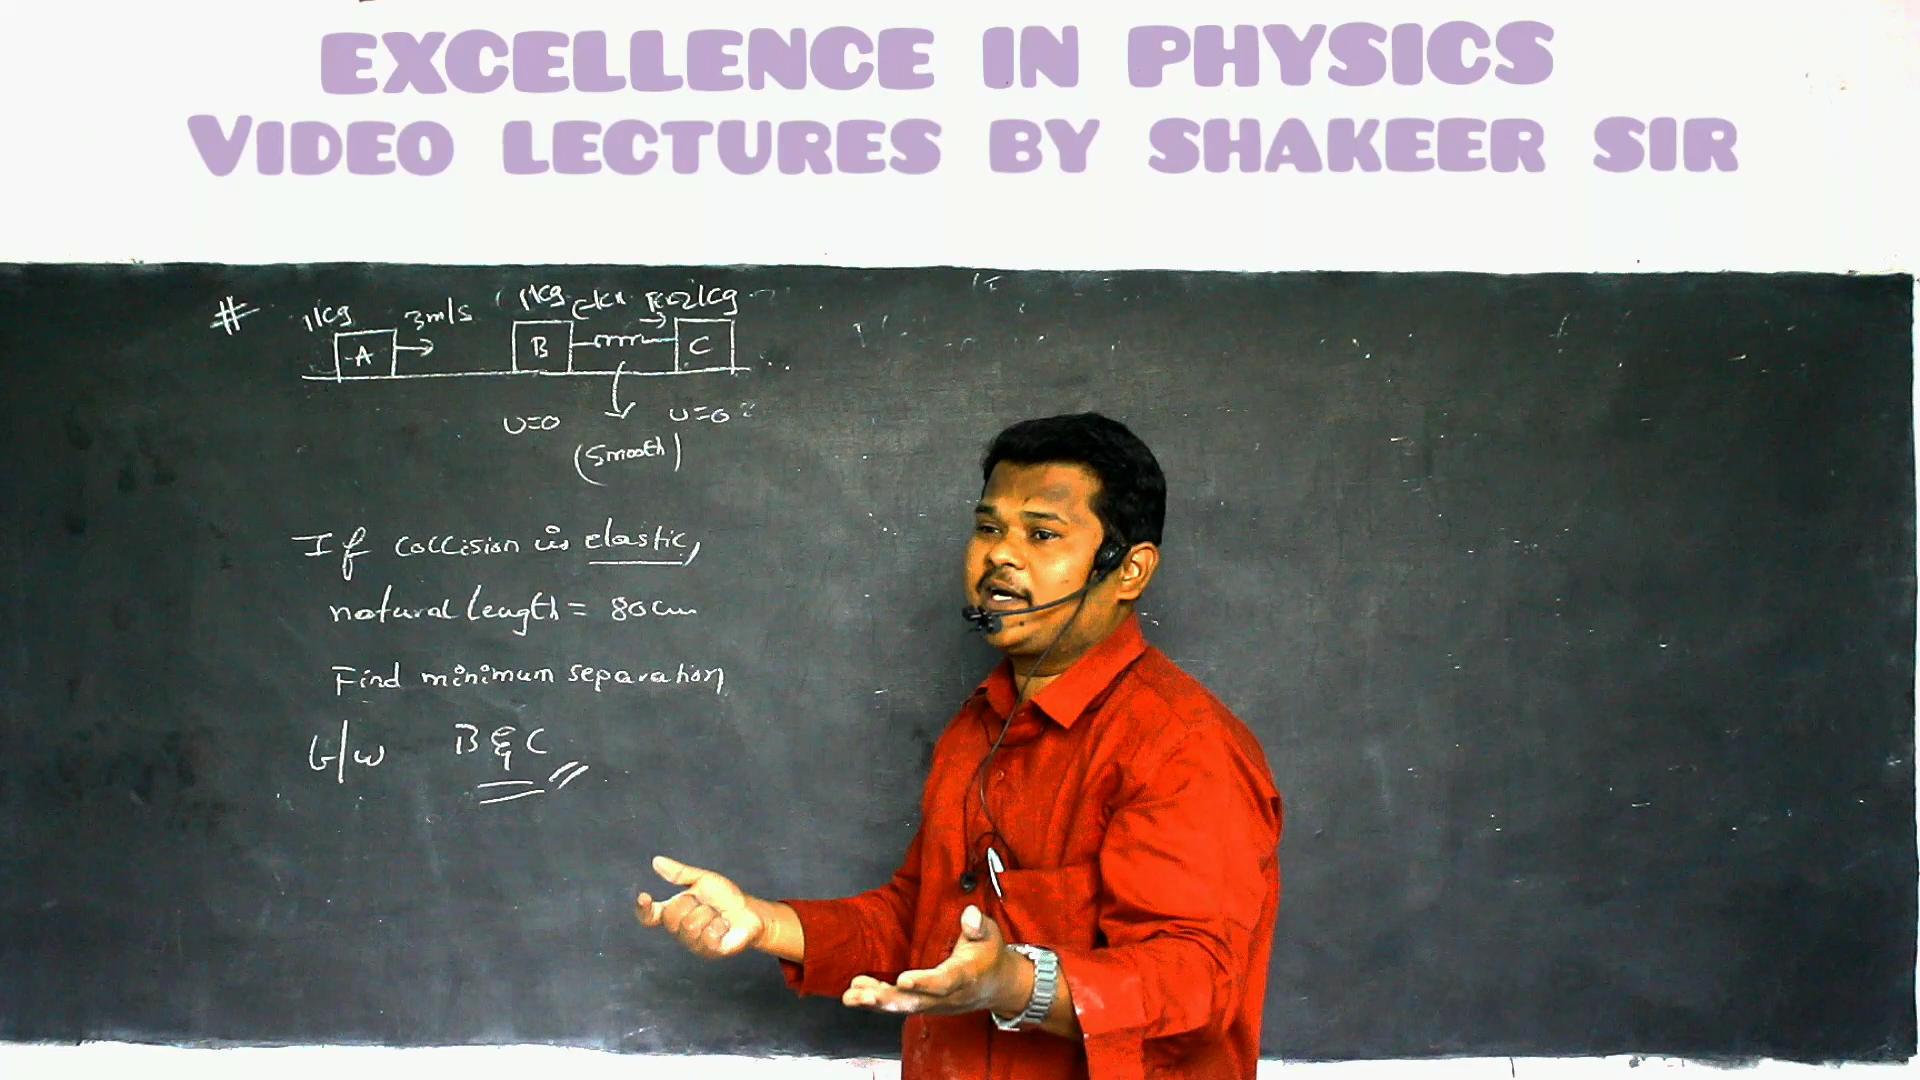 EXCELLENCE IN PHYSICS
VIDEO LECTURES BY SHAKEER SIR
# 1kg 3m/s 1kg 2kg
A B C
u=0 u=0
(Smooth)
If collision is elastic,
natural length = 80cm
Find minimum separation
b/w B & C